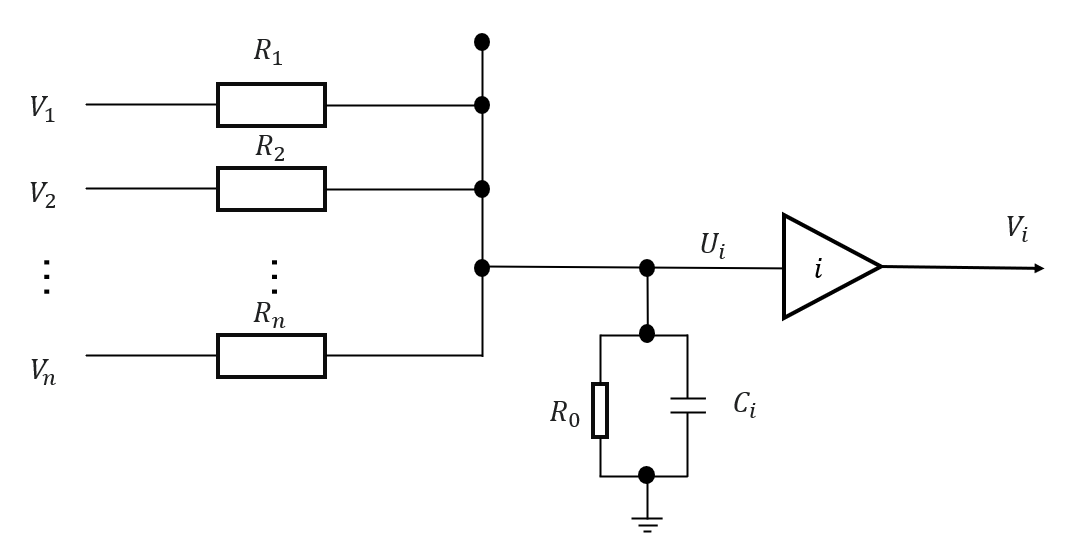 R₁
V₁
R₂
V₂
Uᵢ
i
Vᵢ
⋮ ⋮
Rₙ
Vₙ
R₀
Cᵢ